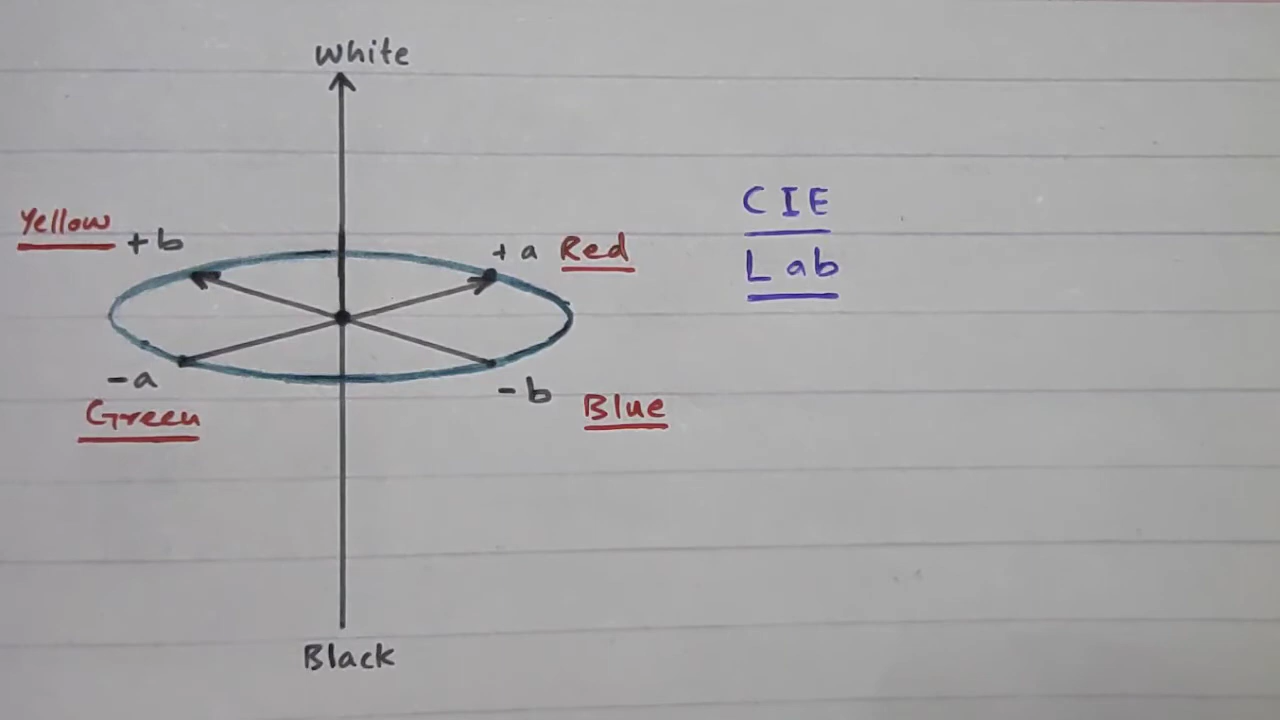 White
Yellow +b
+a Red
CIE
Lab
-a
Green
-b Blue
Black